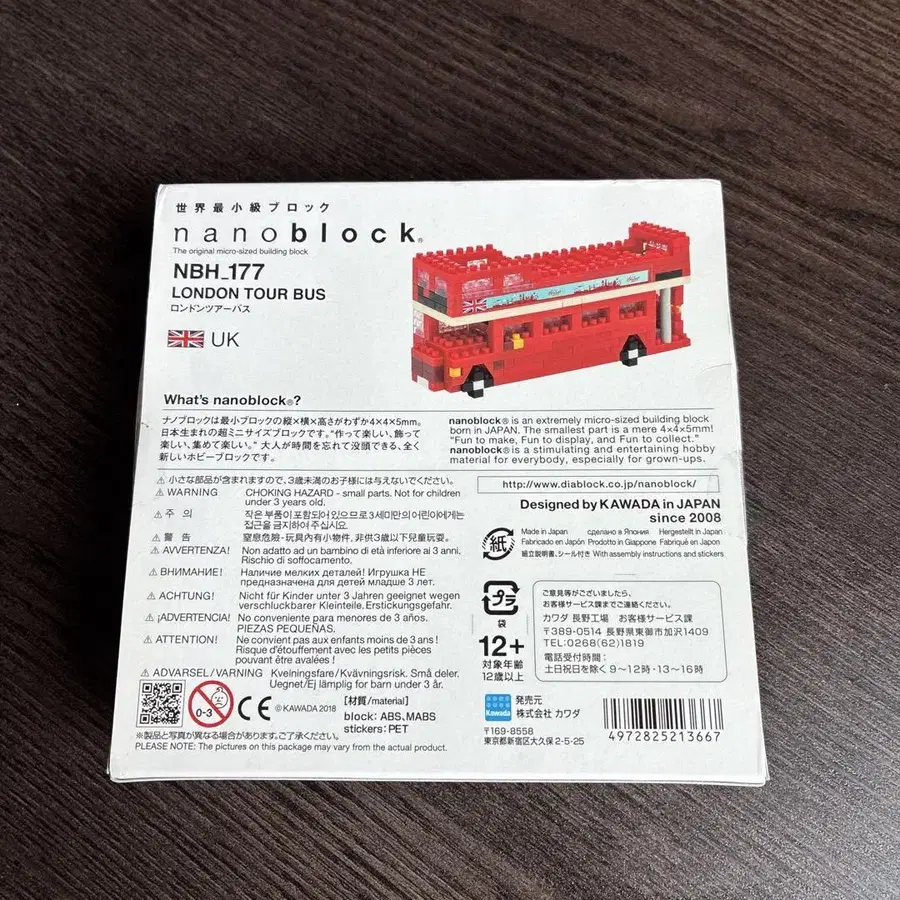 世界最小級ブロック
nanoblock®
The original micro-sized building block
NBH_177
LONDON TOUR BUS
ロンドンツアーバス
UK
What's nanoblock®?
ナノブロックは最小ブロックの縦×横×高さがわずか4×4×5mm。
日本生まれの超ミニサイズブロックです。"作って楽しい、飾って
楽しい、集めて楽しい。" 大人が時間を忘れて没頭できる、全く
新しいホビーブロックです。
nanoblock® is an extremely micro-sized building block
born in JAPAN. The smallest part is a mere 4×4×5mm!
"Fun to make, Fun to display, and Fun to collect."
nanoblock® is a stimulating and entertaining hobby
material for everybody, especially for grown-ups.
⚠小さな部品が含まれますので、3歳未満のお子様には与えないでください。
⚠WARNING CHOKING HAZARD - small parts. Not for children
under 3 years old.
⚠주 의 작은 부품이 포함되어 있으므로 3세미만의 어린이에게는
접근을 금지하여 주십시요.
⚠警 告 窒息危險-玩具內有小物件, 非供3歲以下兒童玩耍。
⚠AVVERTENZA! Non adatto ad un bambino di età inferiore ai 3 anni.
Rischio di soffocamento.
⚠ВНИМАНИЕ! Наличие мелких деталей! Игрушка НЕ
предназначена для детей младше 3 лет.
⚠ACHTUNG! Nicht für Kinder unter 3 Jahren geeignet wegen
verschluckbarer Kleinteile. Erstickungsgefahr.
⚠¡ADVERTENCIA! No conveniente para menores de 3 años.
PIEZAS PEQUEÑAS.
⚠ATTENTION! Ne convient pas aux enfants moins de 3 ans !
Risque d'étouffement avec les petits pièces
pouvant être avalées !
⚠ADVARSEL/VARNING Kvelningsfare/Kvävningsrisk. Små deler.
Uegnet/Ej lämplig for barn under 3 år.
0-3
CE
© KAWADA 2018
【材質/material】
block: ABS、MABS
stickers: PET
※製品と写真は多少異なる場合があります。ご了承ください。
PLEASE NOTE: The pictures on this package may vary from the actual product.
http://www.diablock.co.jp/nanoblock/
Designed by KAWADA in JAPAN
since 2008
紙
Made in Japan сделано в Японии Hergestellt in Japan
Fabricado en Japón Prodotto in Giappone Fabriqué en Japon
組立説明書、シール付き With assembly instructions and stickers
プラ
袋
12+
対象年齢
12歳以上
ご意見等がございましたら、
お客様サービス課までご連絡ください。
カワダ 長野工場 お客様サービス課
〒389-0514 長野県東御市加沢1409
TEL:0268(62)1819
電話受付時間:
土日祝日を除く 9〜12時・13〜16時
Kawada
発売元
株式会社 カワダ
〒169-8558
東京都新宿区大久保 2-5-25
4972825213667